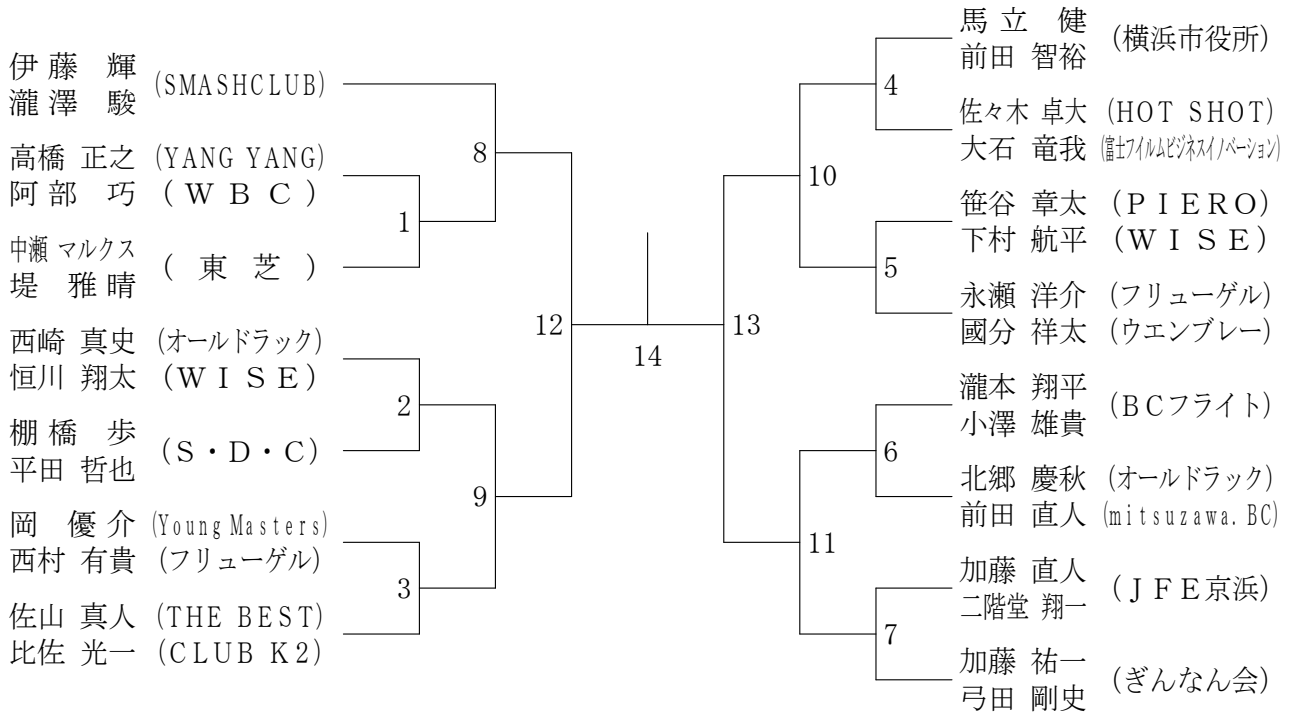 伊藤 輝
瀧澤 駿 (SMASHCLUB)
高橋 正之 (YANG YANG)
阿部 巧 (ＷＢＣ)
中瀬 マルクス
堤 雅晴 (東芝)
西崎 真史 (オールドラック)
恒川 翔太 (ＷＩＳＥ)
棚橋 歩
平田 哲也 (Ｓ・Ｄ・Ｃ)
岡 優介 (Young Masters)
西村 有貴 (フリューゲル)
佐山 真人 (THE BEST)
比佐 光一 (CLUB K2)
8
1
2
9
3
12
14
13
10
4
5
11
6
7
馬立 健
前田 智裕 (横浜市役所)
佐々木 卓大 (HOT SHOT)
大石 竜我 (富士フイルムビジネスイノベーション)
笹谷 章太 (ＰＩＥＲＯ)
下村 航平 (ＷＩＳＥ)
永瀬 洋介 (フリューゲル)
國分 祥太 (ウエンブレー)
瀧本 翔平
小澤 雄貴 (ＢＣフライト)
北郷 慶秋 (オールドラック)
前田 直人 (mitsuzawa.BC)
加藤 直人
二階堂 翔一 (ＪＦＥ京浜)
加藤 祐一
弓田 剛史 (ぎんなん会)